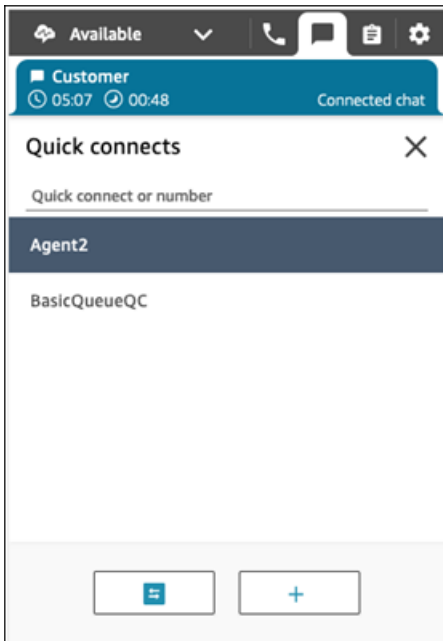 Available
Customer
05:07 00:48 Connected chat
Quick connects
Quick connect or number
Agent2
BasicQueueQC